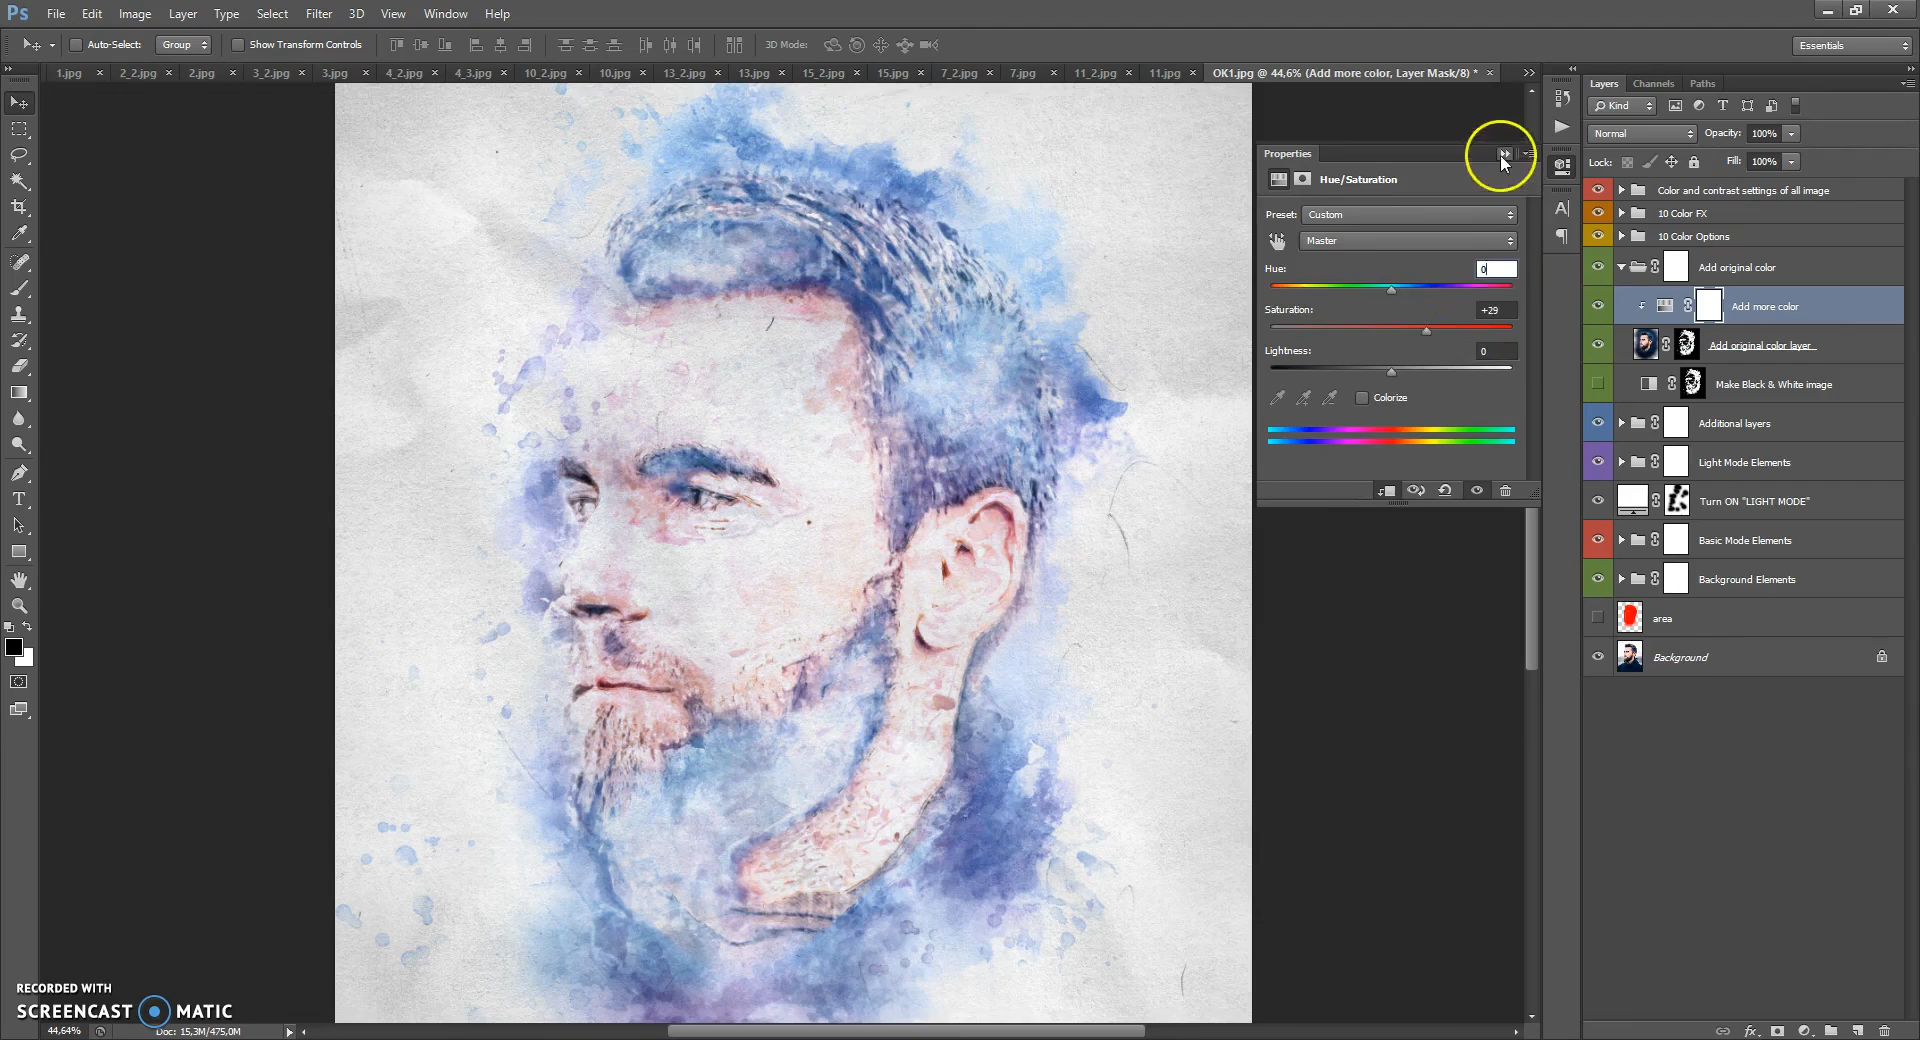 Ps File Edit Image Layer Type Select Filter 3D View Window Help
Auto-Select: Group Show Transform Controls 3D Mode: Essentials
1.jpg × 2_2.jpg × 2.jpg × 3_2.jpg × 3.jpg × 4_2.jpg × 4_3.jpg × 10_2.jpg × 10.jpg × 13_2.jpg × 13.jpg × 15_2.jpg × 15.jpg × 7_2.jpg × 7.jpg × 11_2.jpg × 11.jpg × OK1.jpg @ 44,6% (Add more color, Layer Mask/8) * ×
Properties
Hue/Saturation
Preset: Custom
Master
Hue: 0
Saturation: +29
Lightness: 0
Colorize
Layers Channels Paths
Kind
Normal Opacity: 100%
Lock: Fill: 100%
Color and contrast settings of all image
10 Color FX
10 Color Options
Add original color
Add more color
Add original color layer
Make Black & White image
Additional layers
Light Mode Elements
Turn ON "LIGHT MODE"
Basic Mode Elements
Background Elements
area
Background
RECORDED WITH
SCREENCAST MATIC
44,64% Doc: 15,3M/475,0M